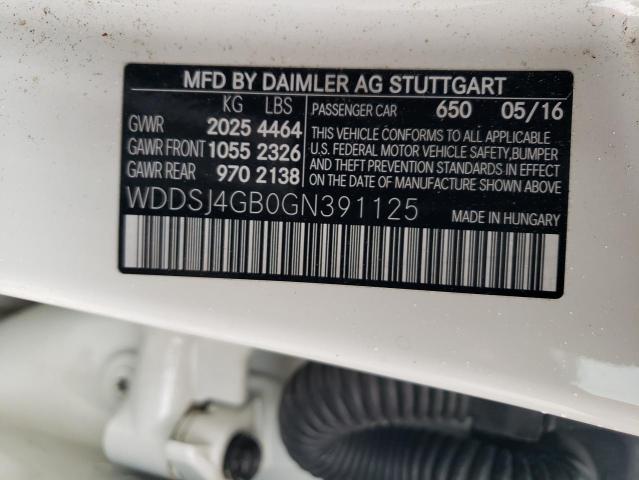 MFD BY DAIMLER AG STUTTGART
KG LBS PASSENGER CAR 650 05/16
GVWR 2025 4464 THIS VEHICLE CONFORMS TO ALL APPLICABLE
GAWR FRONT 1055 2326 U.S. FEDERAL MOTOR VEHICLE SAFETY, BUMPER
GAWR REAR 970 2138 AND THEFT PREVENTION STANDARDS IN EFFECT
ON THE DATE OF MANUFACTURE SHOWN ABOVE.
WDDSJ4GB0GN391125 MADE IN HUNGARY